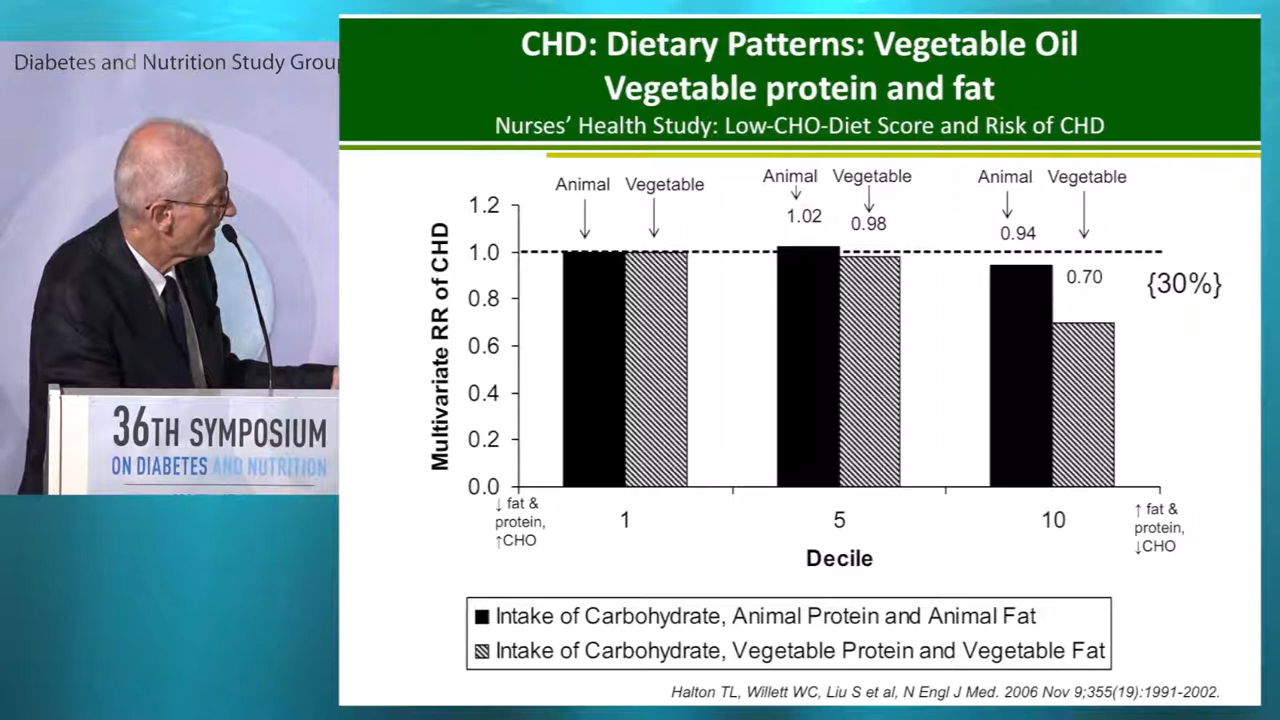 Diabetes and Nutrition Study Group
36TH SYMPOSIUM
ON DIABETES AND NUTRITION
CHD: Dietary Patterns: Vegetable Oil
Vegetable protein and fat
Nurses’ Health Study: Low-CHO-Diet Score and Risk of CHD
Animal Vegetable
Animal Vegetable
Animal Vegetable
1.02
0.98
0.94
0.70
{30%}
Multivariate RR of CHD
1.2
1.0
0.8
0.6
0.4
0.2
0.0
↓ fat &
protein,
↑CHO
1
5
10
↑ fat &
protein,
↓CHO
Decile
Intake of Carbohydrate, Animal Protein and Animal Fat
Intake of Carbohydrate, Vegetable Protein and Vegetable Fat
Halton TL, Willett WC, Liu S et al, N Engl J Med. 2006 Nov 9;355(19):1991-2002.